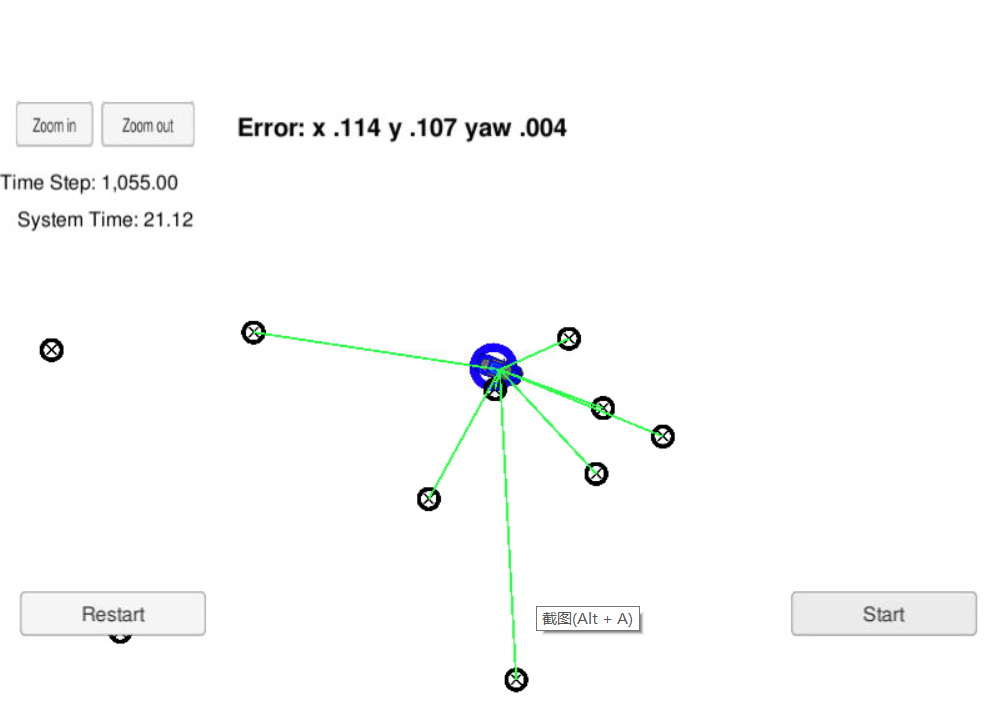 Zoom in Zoom out Error: x .114 y .107 yaw .004
Time Step: 1,055.00
System Time: 21.12
截图(Alt + A)
Restart Start